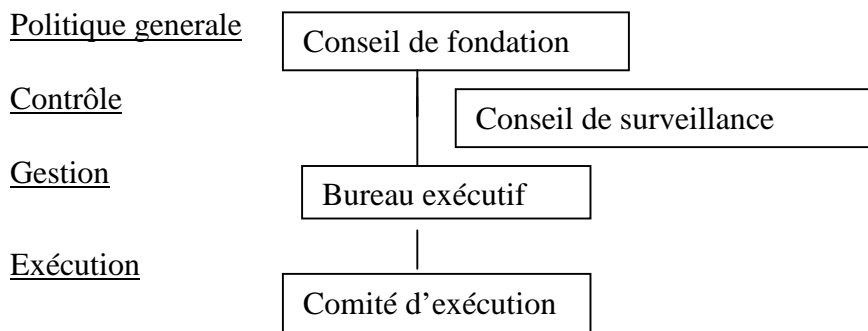 Politique generale
Conseil de fondation
Contrôle
Conseil de surveillance
Gestion
Bureau exécutif
Exécution
Comité d’exécution